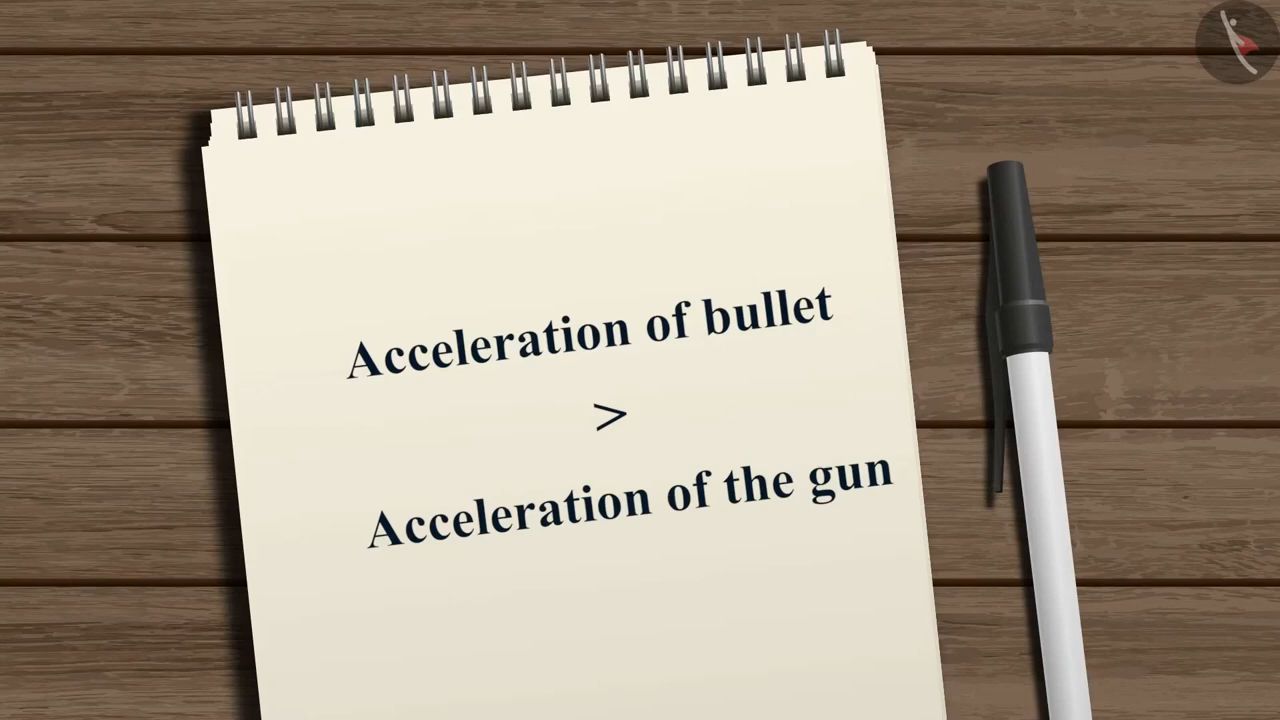 Acceleration of bullet
>
Acceleration of the gun